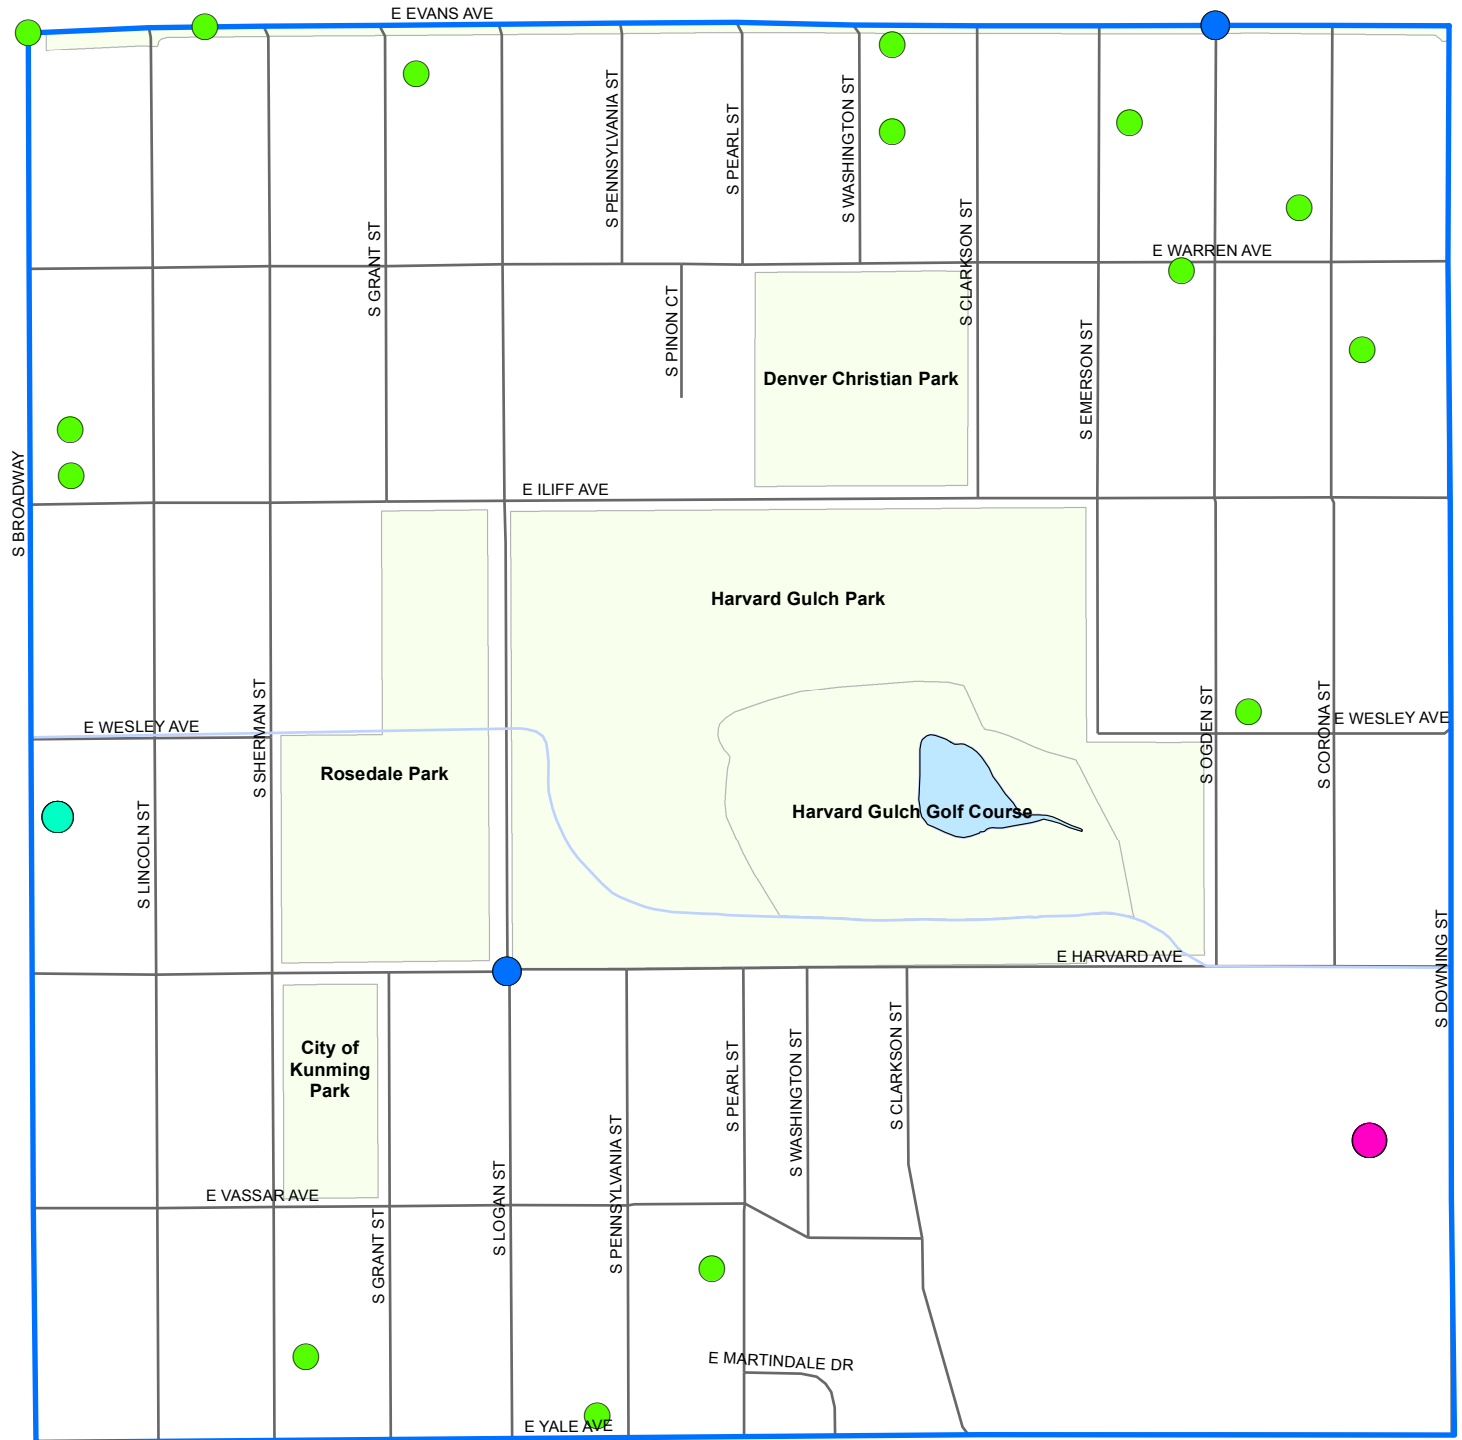 E EVANS AVE
S PENNSYLVANIA ST
S PEARL ST
S WASHINGTON ST
S GRANT ST
S CLARKSON ST
E WARREN AVE
S PINON CT
S EMERSON ST
Denver Christian Park
S BROADWAY
E ILIFF AVE
Harvard Gulch Park
E WESLEY AVE
S SHERMAN ST
S OGDEN ST
S CORONA ST
E WESLEY AVE
Rosedale Park
Harvard Gulch Golf Course
S LINCOLN ST
E HARVARD AVE
S DOWNING ST
City of
Kunming
Park
S PEARL ST
S WASHINGTON ST
S CLARKSON ST
E VASSAR AVE
S GRANT ST
S LOGAN ST
S PENNSYLVANIA ST
E MARTINDALE DR
E YALE AVE